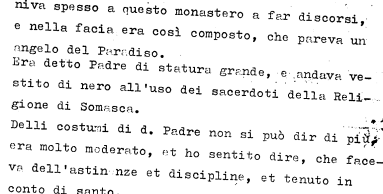 niva spesso a questo monastero a far discorsi,
e nella facia era così composto, che pareva un
angelo del Paradiso.
Era detto Padre di statura grande, e andava ve-
stito di nero all'uso dei sacerdoti della Reli-
gione di Somasca.
Delli costumi di d. Padre non si può dir di più,
era molto moderato, et ho sentito dire, che face-
va dell'astin nze et discipline, et tenuto in
conto di santo.